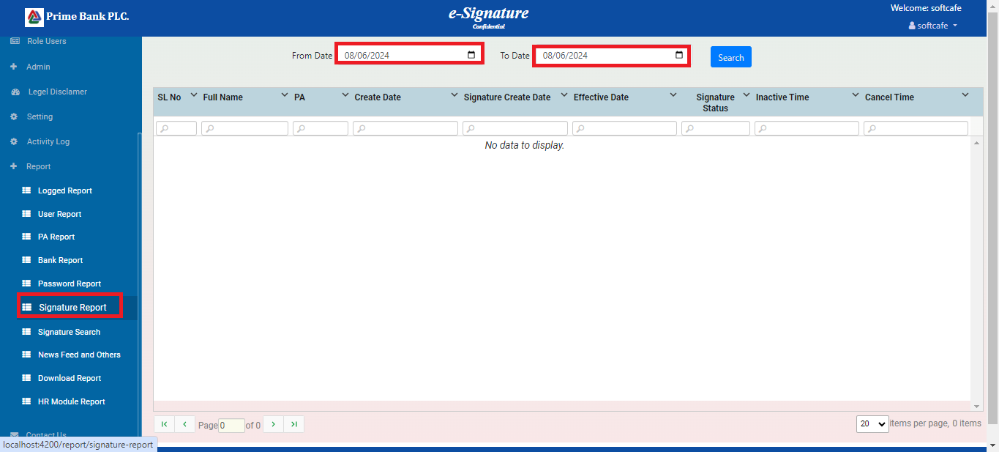 Prime Bank PLC.
e-Signature
Confidential
Welcome: softcafe
softcafe
Role Users
Admin
Legel Disclamer
Setting
Activity Log
Report
Logged Report
User Report
PA Report
Bank Report
Password Report
Signature Report
Signature Search
News Feed and Others
Download Report
HR Module Report
Contact Us
localhost:4200/report/signature-report
From Date 08/06/2024 To Date 08/06/2024 Search
SL No Full Name PA Create Date Signature Create Date Effective Date Signature Status Inactive Time Cancel Time
No data to display.
Page 0 of 0
20 items per page, 0 items